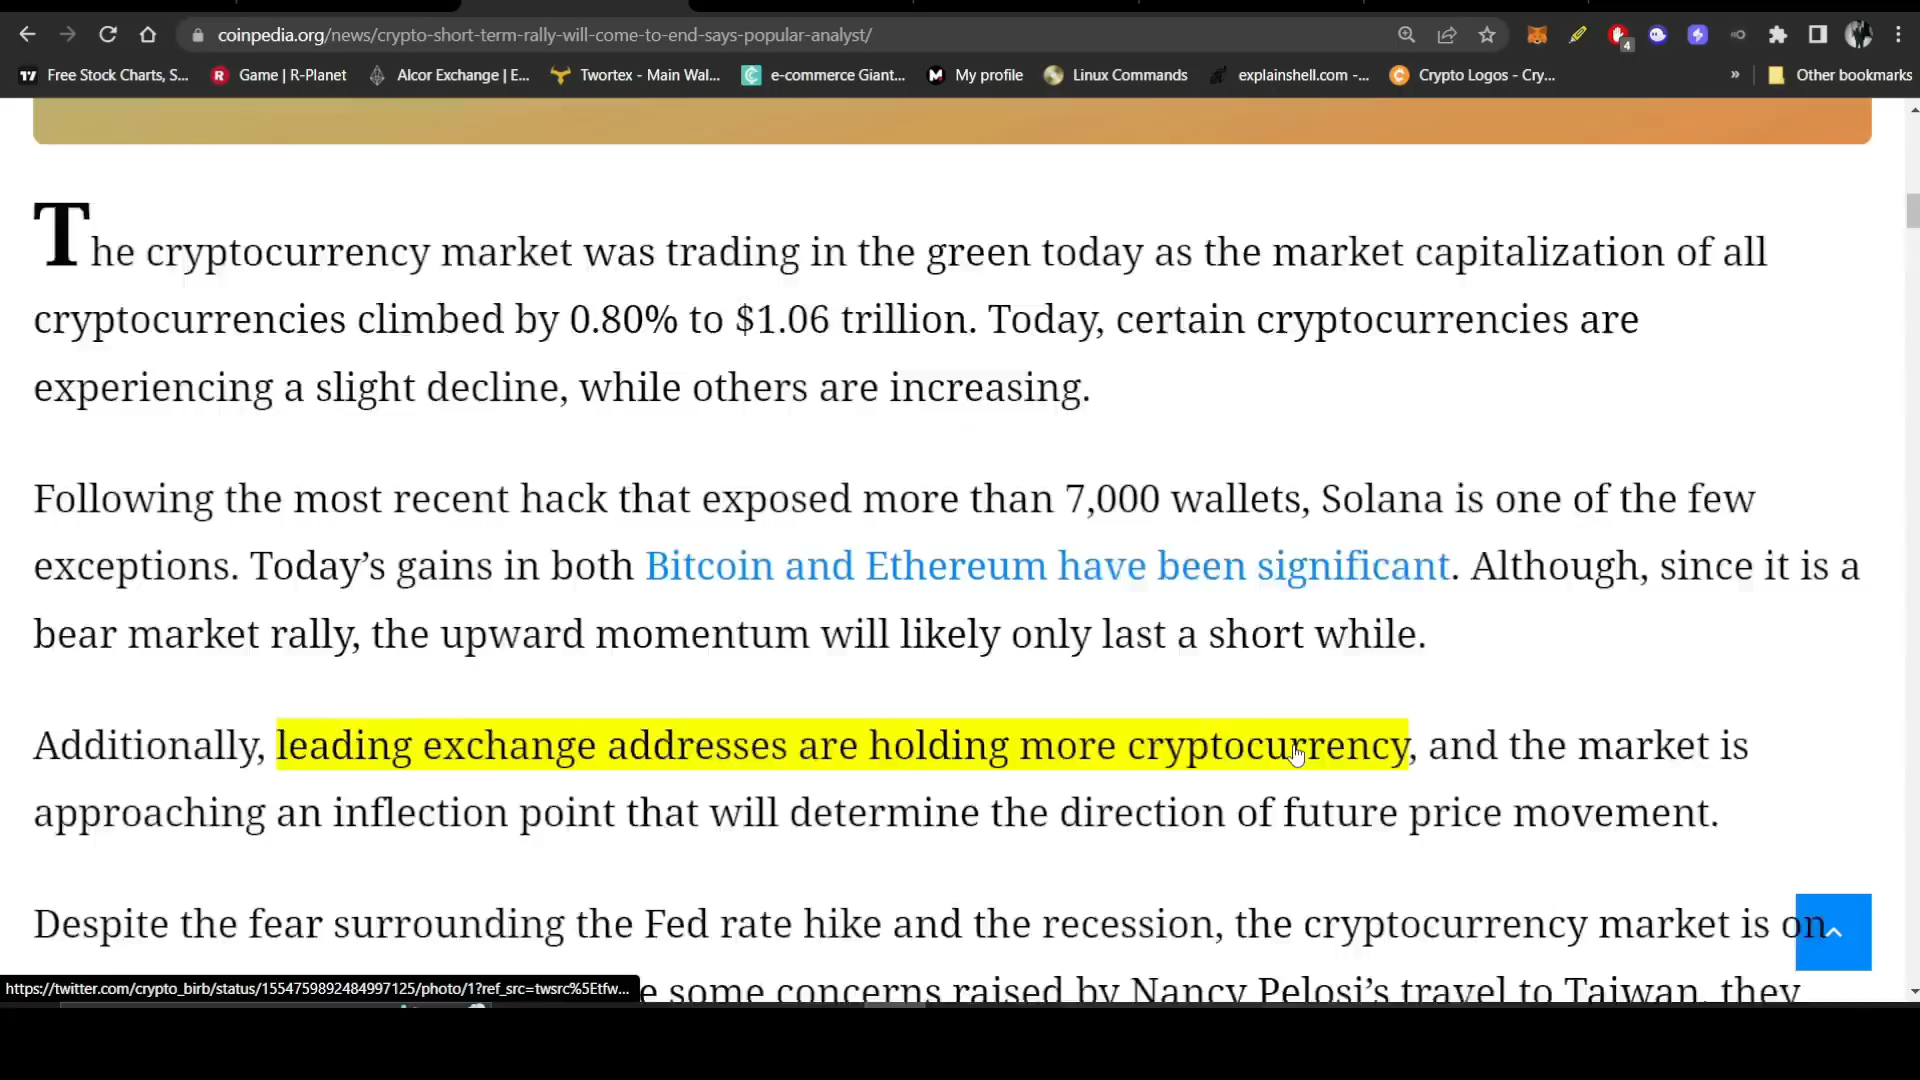 coinpedia.org/news/crypto-short-term-rally-will-come-to-end-says-popular-analyst/
4
Free Stock Charts, S... Game | R-Planet Alcor Exchange | E... Twortex - Main Wal... e-commerce Giant... My profile Linux Commands explainshell.com -... Crypto Logos - Cry... » Other bookmarks
The cryptocurrency market was trading in the green today as the market capitalization of all
cryptocurrencies climbed by 0.80% to $1.06 trillion. Today, certain cryptocurrencies are
experiencing a slight decline, while others are increasing.
Following the most recent hack that exposed more than 7,000 wallets, Solana is one of the few
exceptions. Today’s gains in both Bitcoin and Ethereum have been significant. Although, since it is a
bear market rally, the upward momentum will likely only last a short while.
Additionally, leading exchange addresses are holding more cryptocurrency, and the market is
approaching an inflection point that will determine the direction of future price movement.
Despite the fear surrounding the Fed rate hike and the recession, the cryptocurrency market is on
https://twitter.com/crypto_birb/status/1554759892484997125/photo/1?ref_src=twsrc%5Etfw...
e some concerns raised by Nancy Pelosi’s travel to Taiwan, they